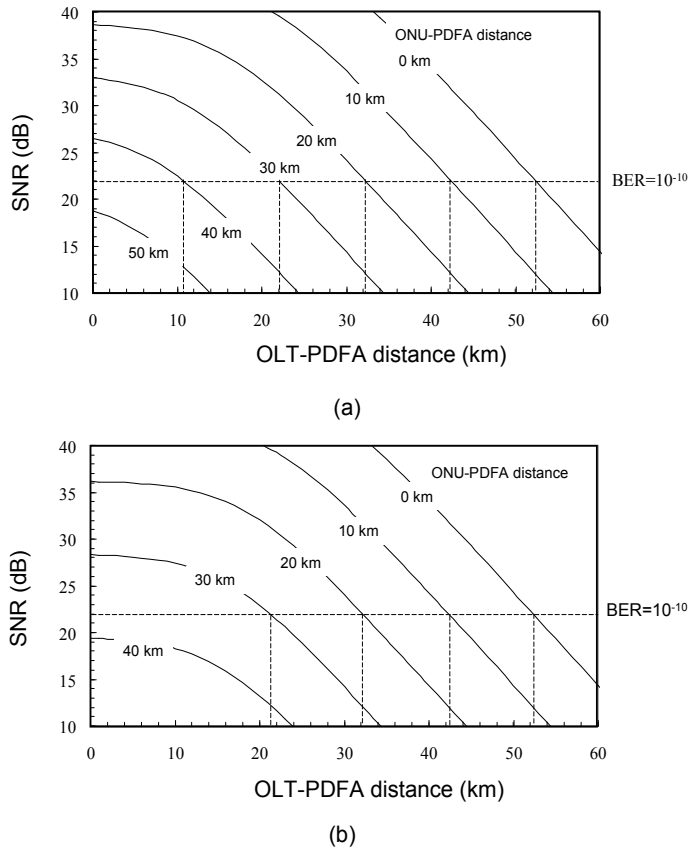 40
35
30
25
20
15
10
SNR (dB)
ONU-PDFA distance
0 km
10 km
20 km
30 km
40 km
50 km
BER=10⁻¹⁰
0 10 20 30 40 50 60
OLT-PDFA distance (km)
(a)
40
35
30
25
20
15
10
SNR (dB)
ONU-PDFA distance
0 km
10 km
20 km
30 km
40 km
BER=10⁻¹⁰
0 10 20 30 40 50 60
OLT-PDFA distance (km)
(b)